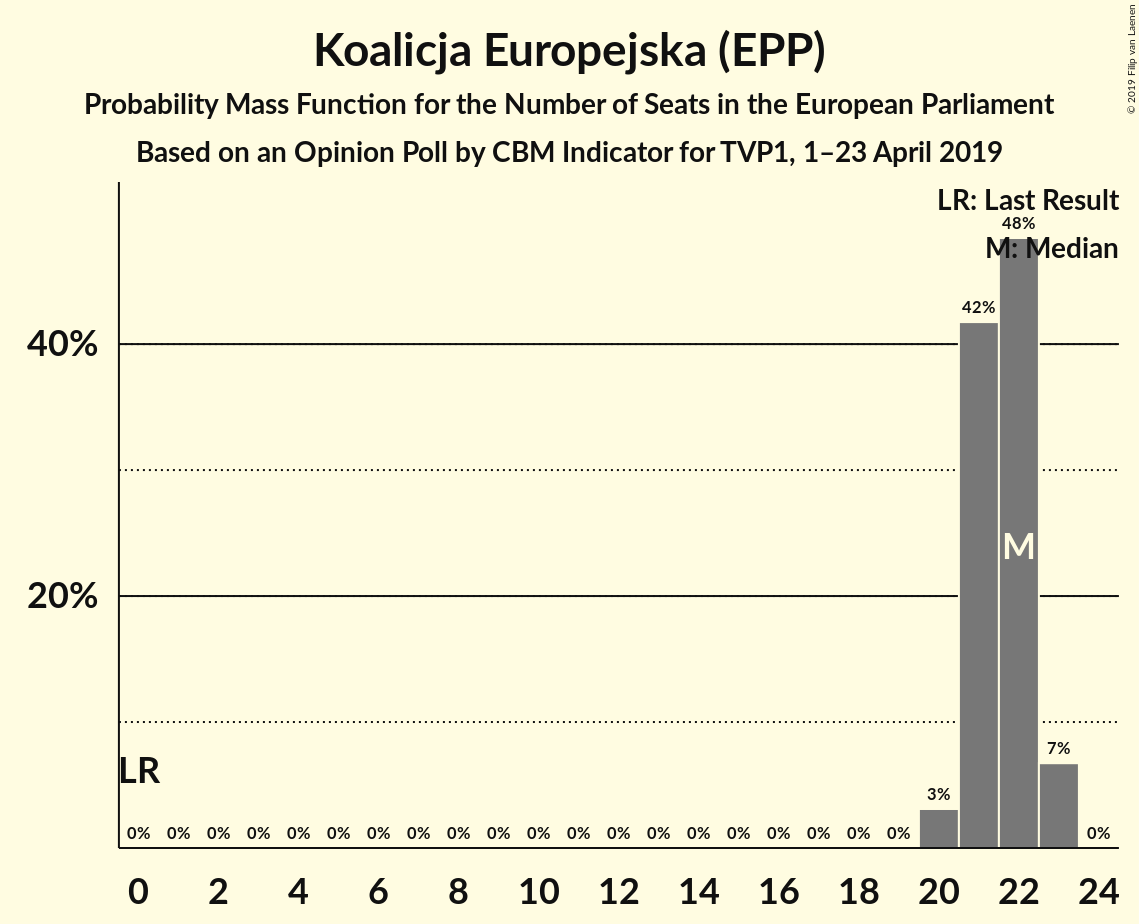 Koalicja Europejska (EPP)
Probability Mass Function for the Number of Seats in the European Parliament
Based on an Opinion Poll by CBM Indicator for TVP1, 1–23 April 2019
© 2019 Filip van Laenen
LR: Last Result
48%
M: Median
42%
40%
M
20%
7%
LR
3%
0% 0% 0% 0% 0% 0% 0% 0% 0% 0% 0% 0% 0% 0% 0% 0% 0% 0% 0% 0% 0%
0 2 4 6 8 10 12 14 16 18 20 22 24